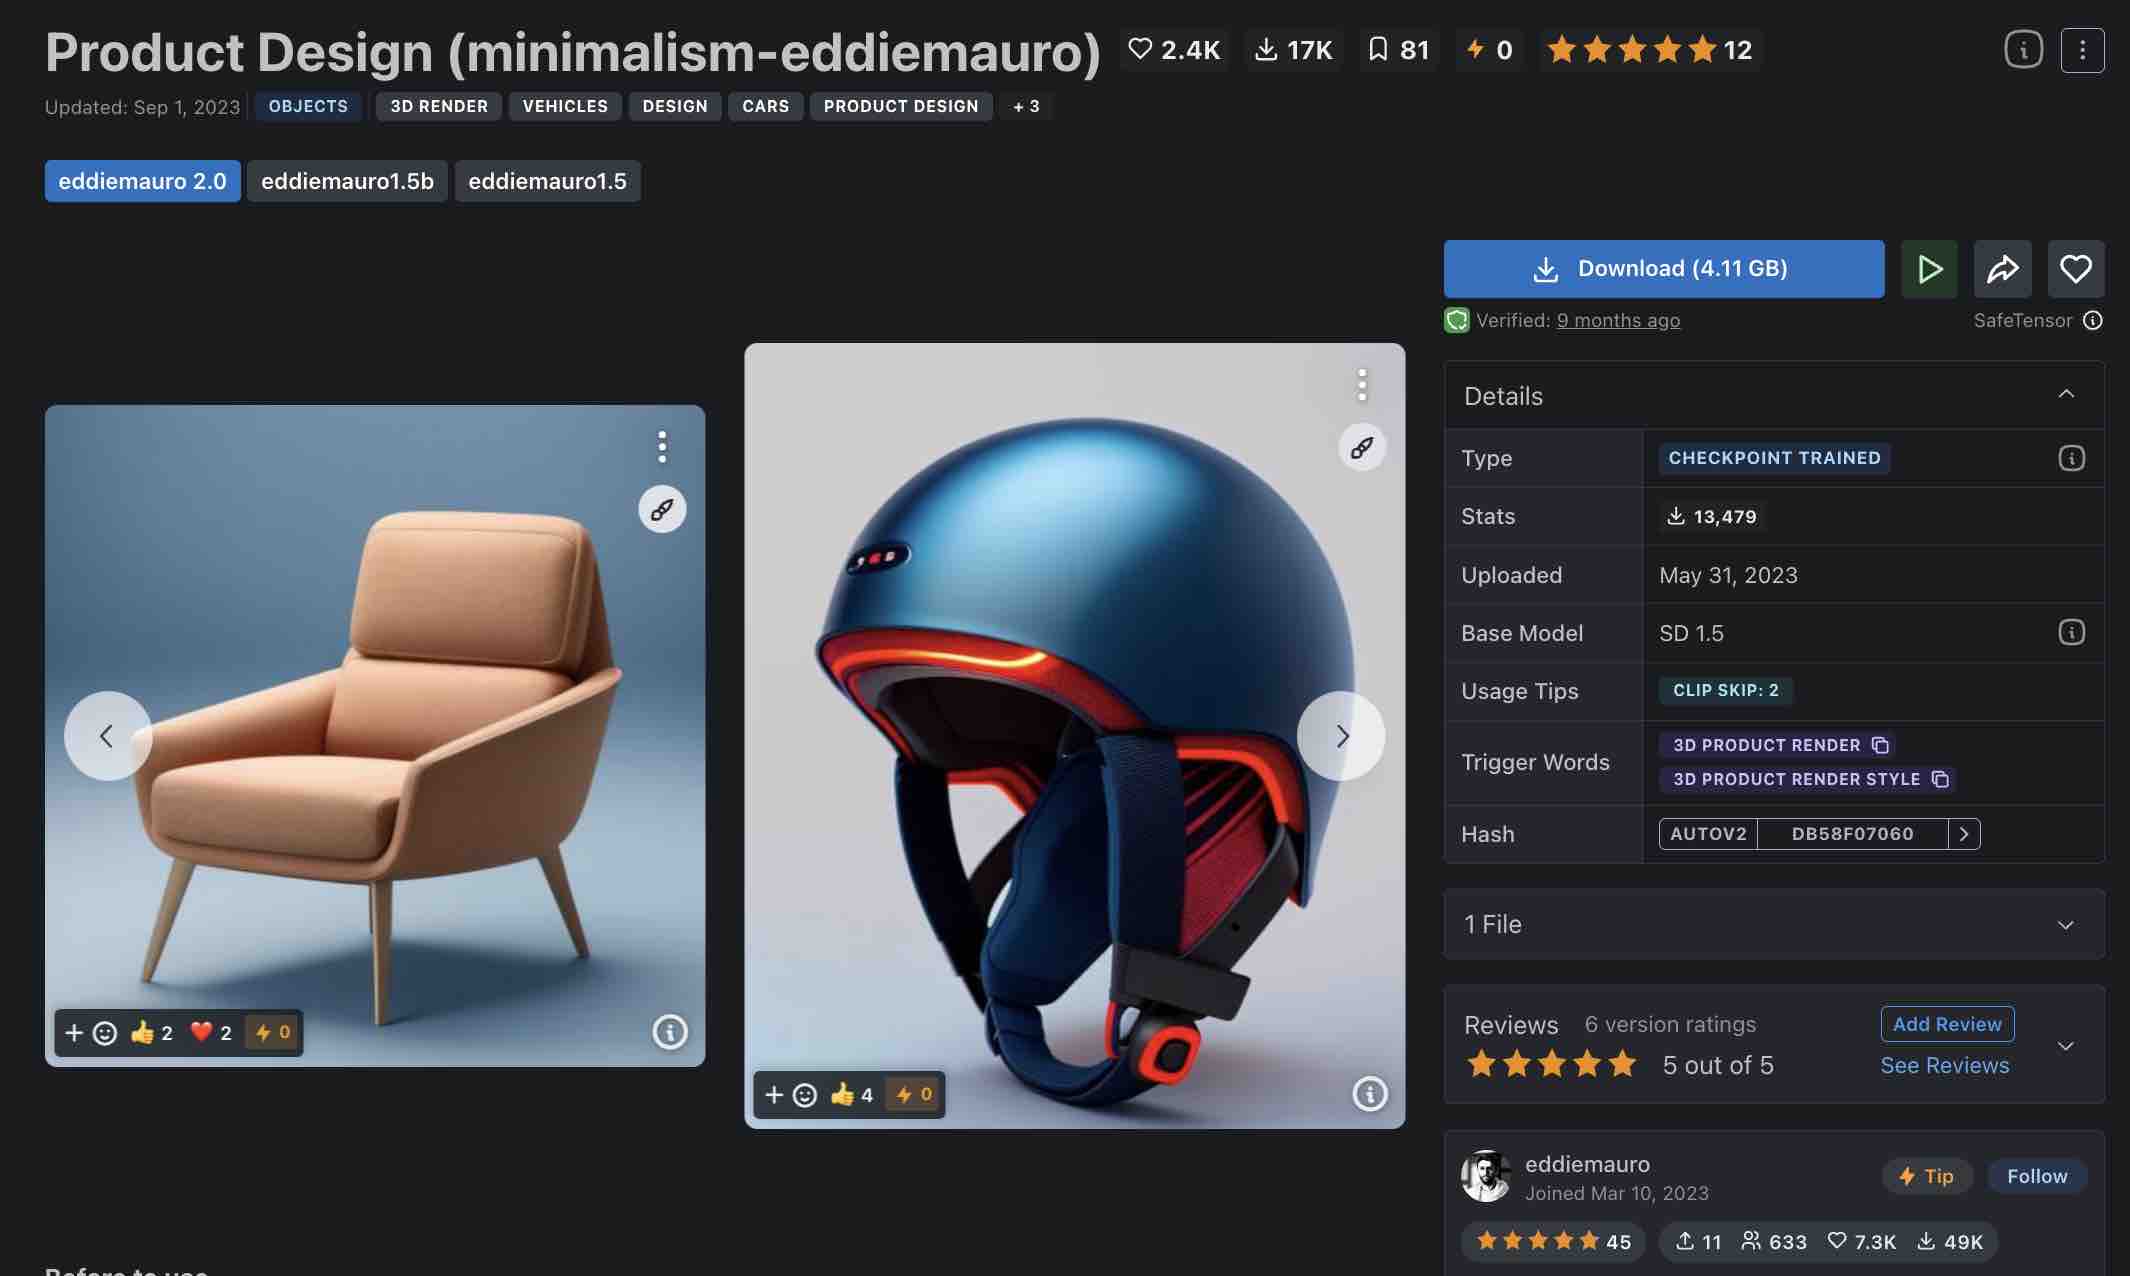 Product Design (minimalism-eddiemauro) 2.4K 17K 81 0 12
Updated: Sep 1, 2023 OBJECTS 3D RENDER VEHICLES DESIGN CARS PRODUCT DESIGN + 3
eddiemauro 2.0 eddiemauro1.5b eddiemauro1.5
Download (4.11 GB)
Verified: 9 months ago SafeTensor
Details
Type CHECKPOINT TRAINED
Stats 13,479
Uploaded May 31, 2023
Base Model SD 1.5
Usage Tips CLIP SKIP: 2
Trigger Words 3D PRODUCT RENDER
3D PRODUCT RENDER STYLE
Hash AUTOV2 DB58F07060
1 File
Reviews 6 version ratings Add Review
5 out of 5 See Reviews
2 2 0
4 0
eddiemauro
Joined Mar 10, 2023
Tip Follow
45 11 633 7.3K 49K
Before to use